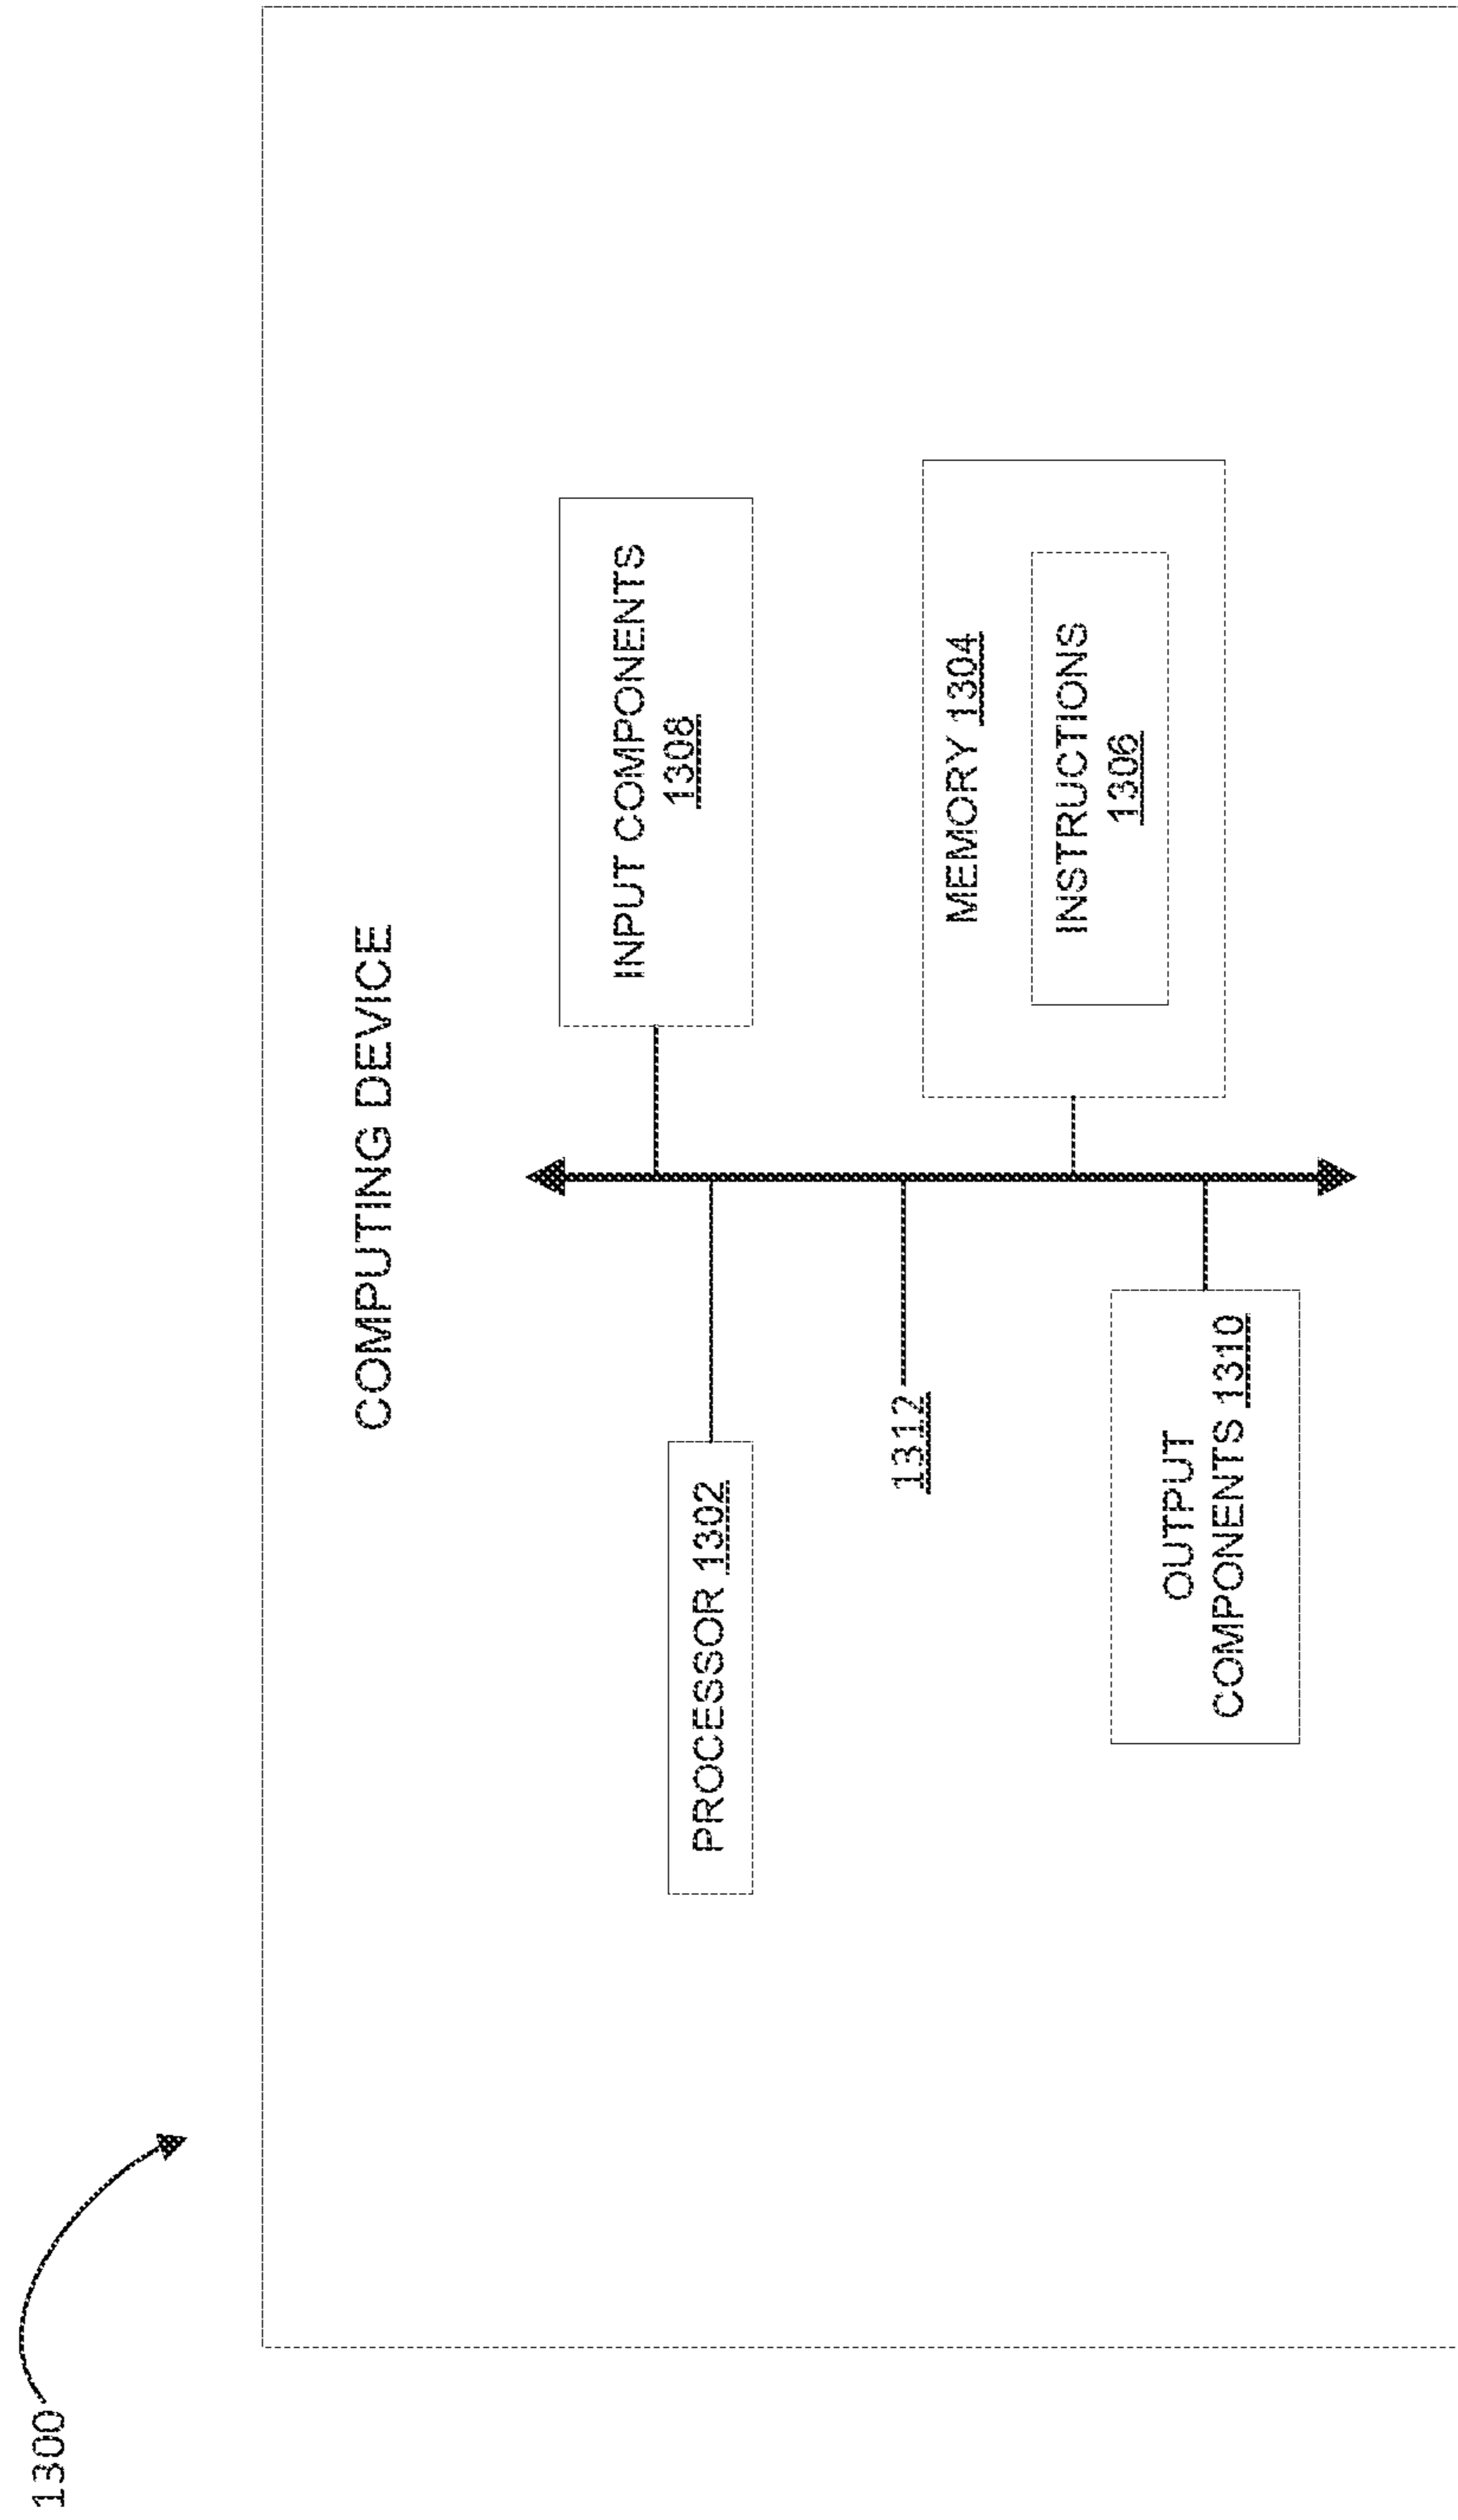 1300
COMPUTING DEVICE
INPUT COMPONENTS
1308
PROCESSOR 1302
1312
MEMORY 1304
INSTRUCTIONS
1306
OUTPUT
COMPONENTS 1310